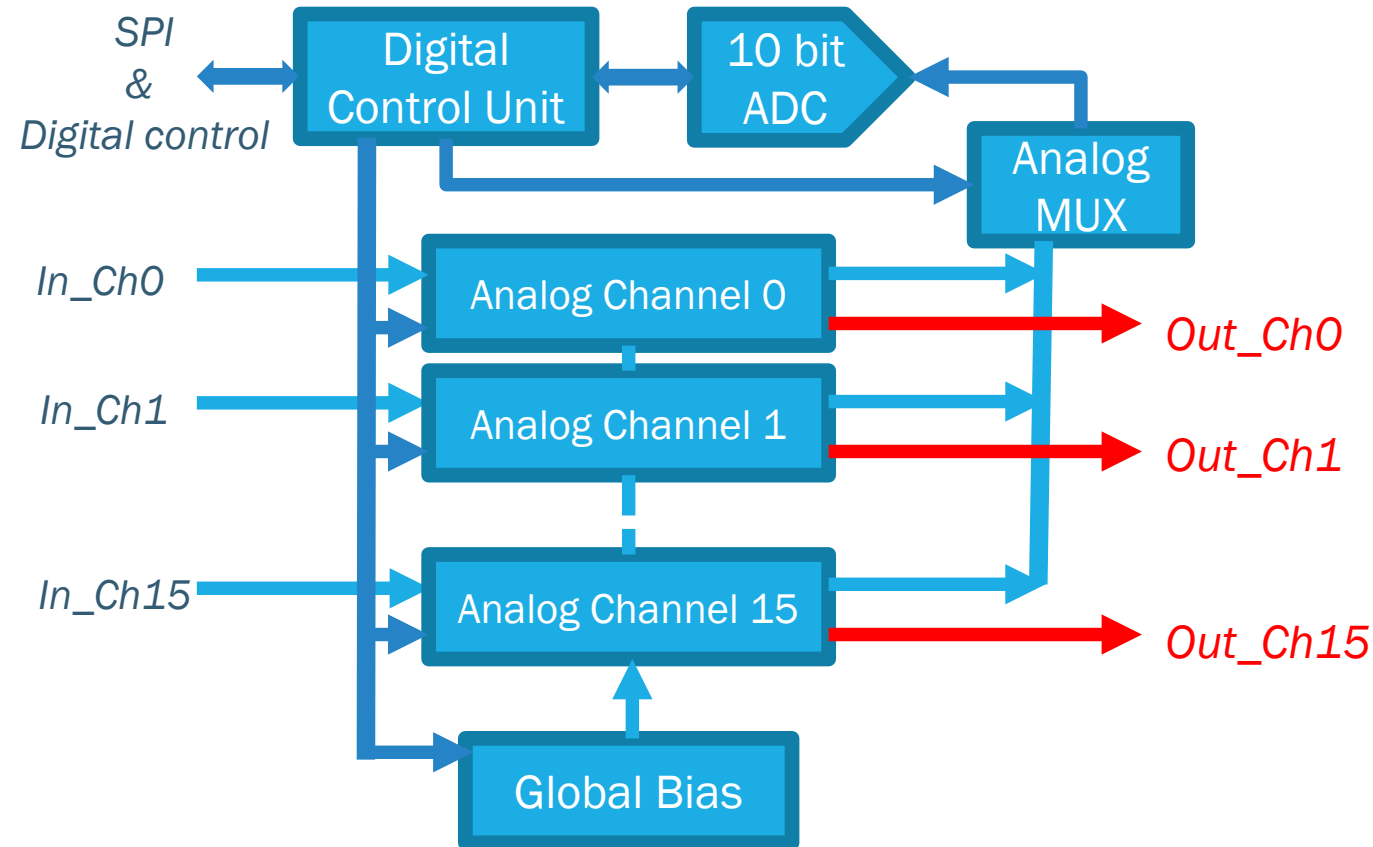 SPI
&
Digital control
Digital
Control Unit
10 bit
ADC
Analog
MUX
In_Ch0
Analog Channel 0
Out_Ch0
In_Ch1
Analog Channel 1
Out_Ch1
In_Ch15
Analog Channel 15
Out_Ch15
Global Bias